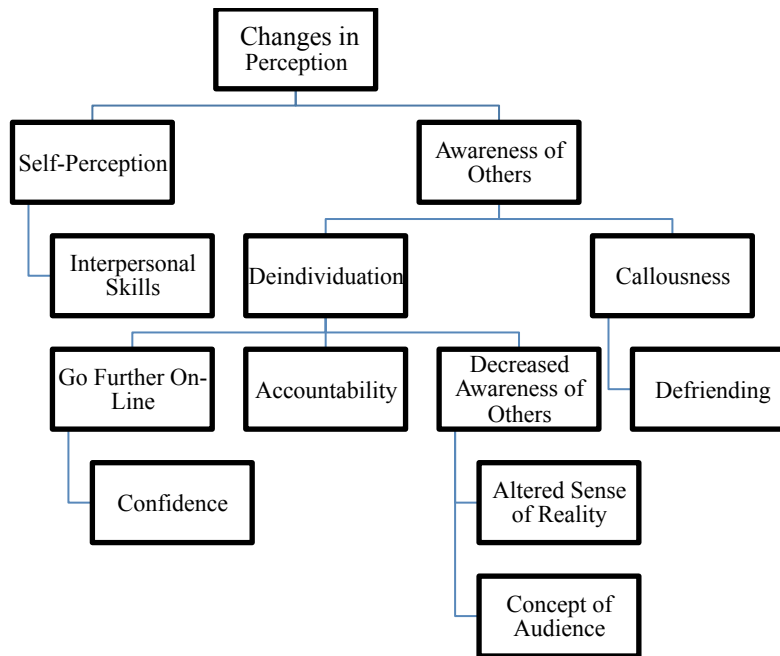 Changes in
Perception
Self-Perception
Awareness of
Others
Interpersonal
Skills
Deindividuation
Callousness
Go Further On-
Line
Accountability
Decreased
Awareness of
Others
Defriending
Confidence
Altered Sense
of Reality
Concept of
Audience